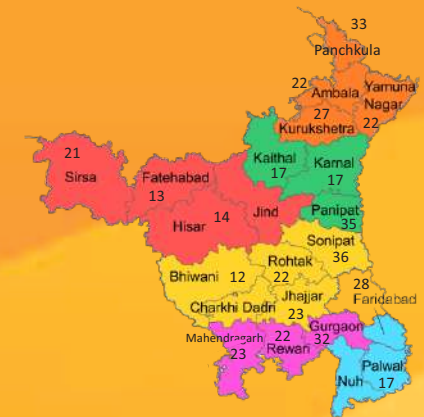 33
Panchkula
22
Ambala
Yamuna
Nagar
27
22
Kurukshetra
Kaithal
17
Karnal
17
21
Sirsa
Fatehabad
13
14
Hisar
Jind
Panipat
35
Sonipat
36
Bhiwani
12
Rohtak
22
28
Faridabad
Charkhi Dadri
Jhajjar
23
Mahendragarh
23
22
Rewari
Gurgaon
32
Palwal
17
Nuh